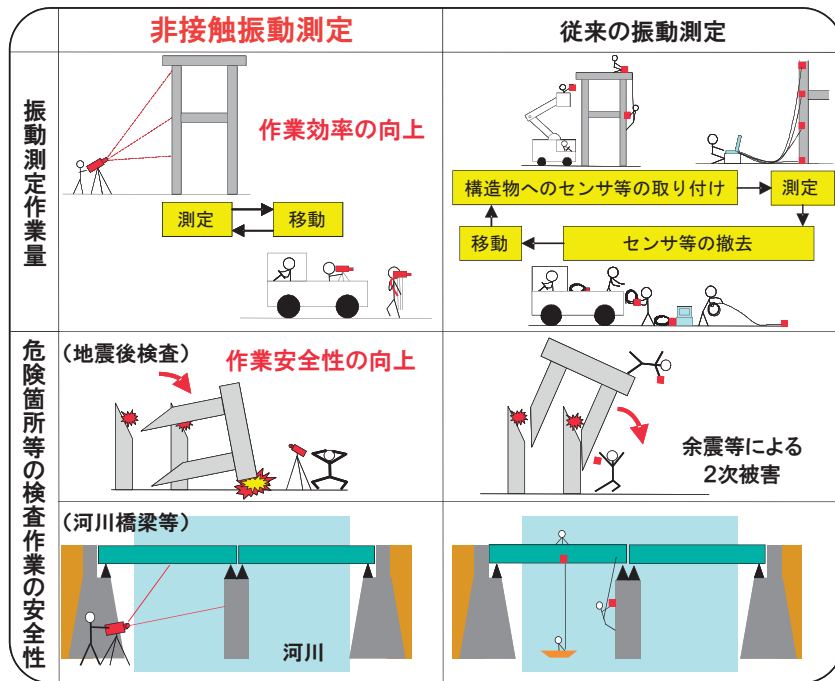 非接触振動測定
従来の振動測定
振動測定作業量
作業効率の向上
測定
移動
構造物へのセンサ等の取り付け
測定
移動
センサ等の撤去
危険箇所等の検査作業の安全性
(地震後検査)
作業安全性の向上
余震等による
2次被害
(河川橋梁等)
河川